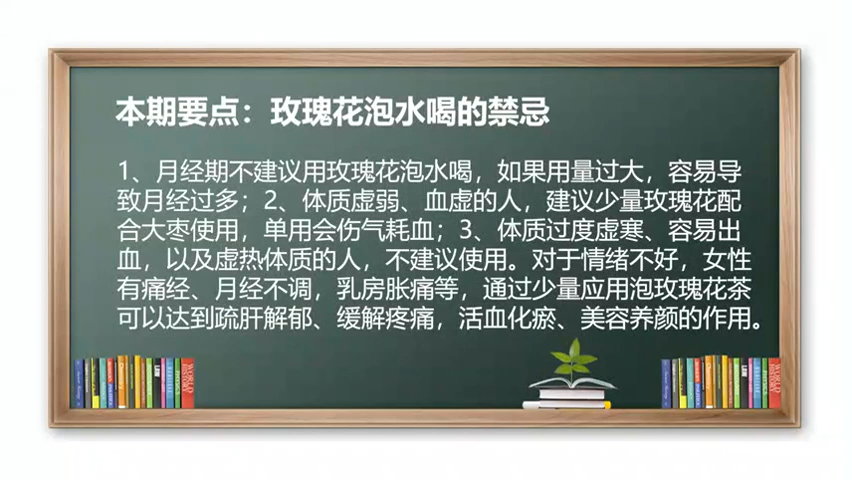 本期要点：玫瑰花泡水喝的禁忌
1、月经期不建议用玫瑰花泡水喝，如果用量过大，容易导
致月经过多；2、体质虚弱、血虚的人，建议少量玫瑰花配
合大枣使用，单用会伤气耗血；3、体质过度虚寒、容易出
血，以及虚热体质的人，不建议使用。对于情绪不好，女性
有痛经、月经不调，乳房胀痛等，通过少量应用泡玫瑰花茶
可以达到疏肝解郁、缓解疼痛，活血化瘀、美容养颜的作用。
WORLD HISTORY
WORLD HISTORY